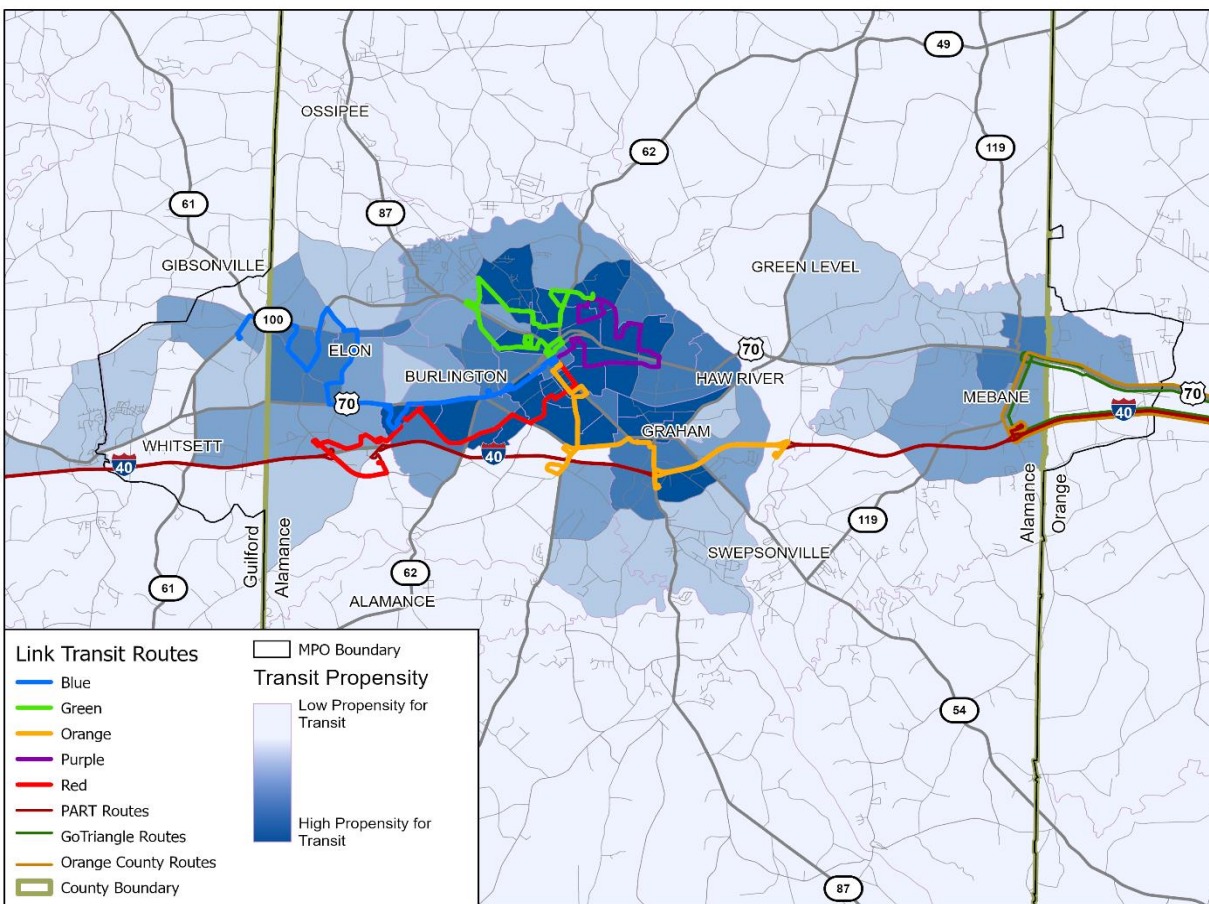 49
OSSIPEE
62
119
61
87
GIBSONVILLE
GREEN LEVEL
100
ELON
70
BURLINGTON
HAW RIVER
70
MEBANE
70
40
WHITSETT
GRAHAM
40
40
Guilford
Alamance
Alamance
Orange
119
SWEPSONVILLE
61
62
ALAMANCE
54
87
Link Transit Routes
Blue
Green
Orange
Purple
Red
PART Routes
GoTriangle Routes
Orange County Routes
County Boundary
MPO Boundary
Transit Propensity
Low Propensity for
Transit
High Propensity for
Transit